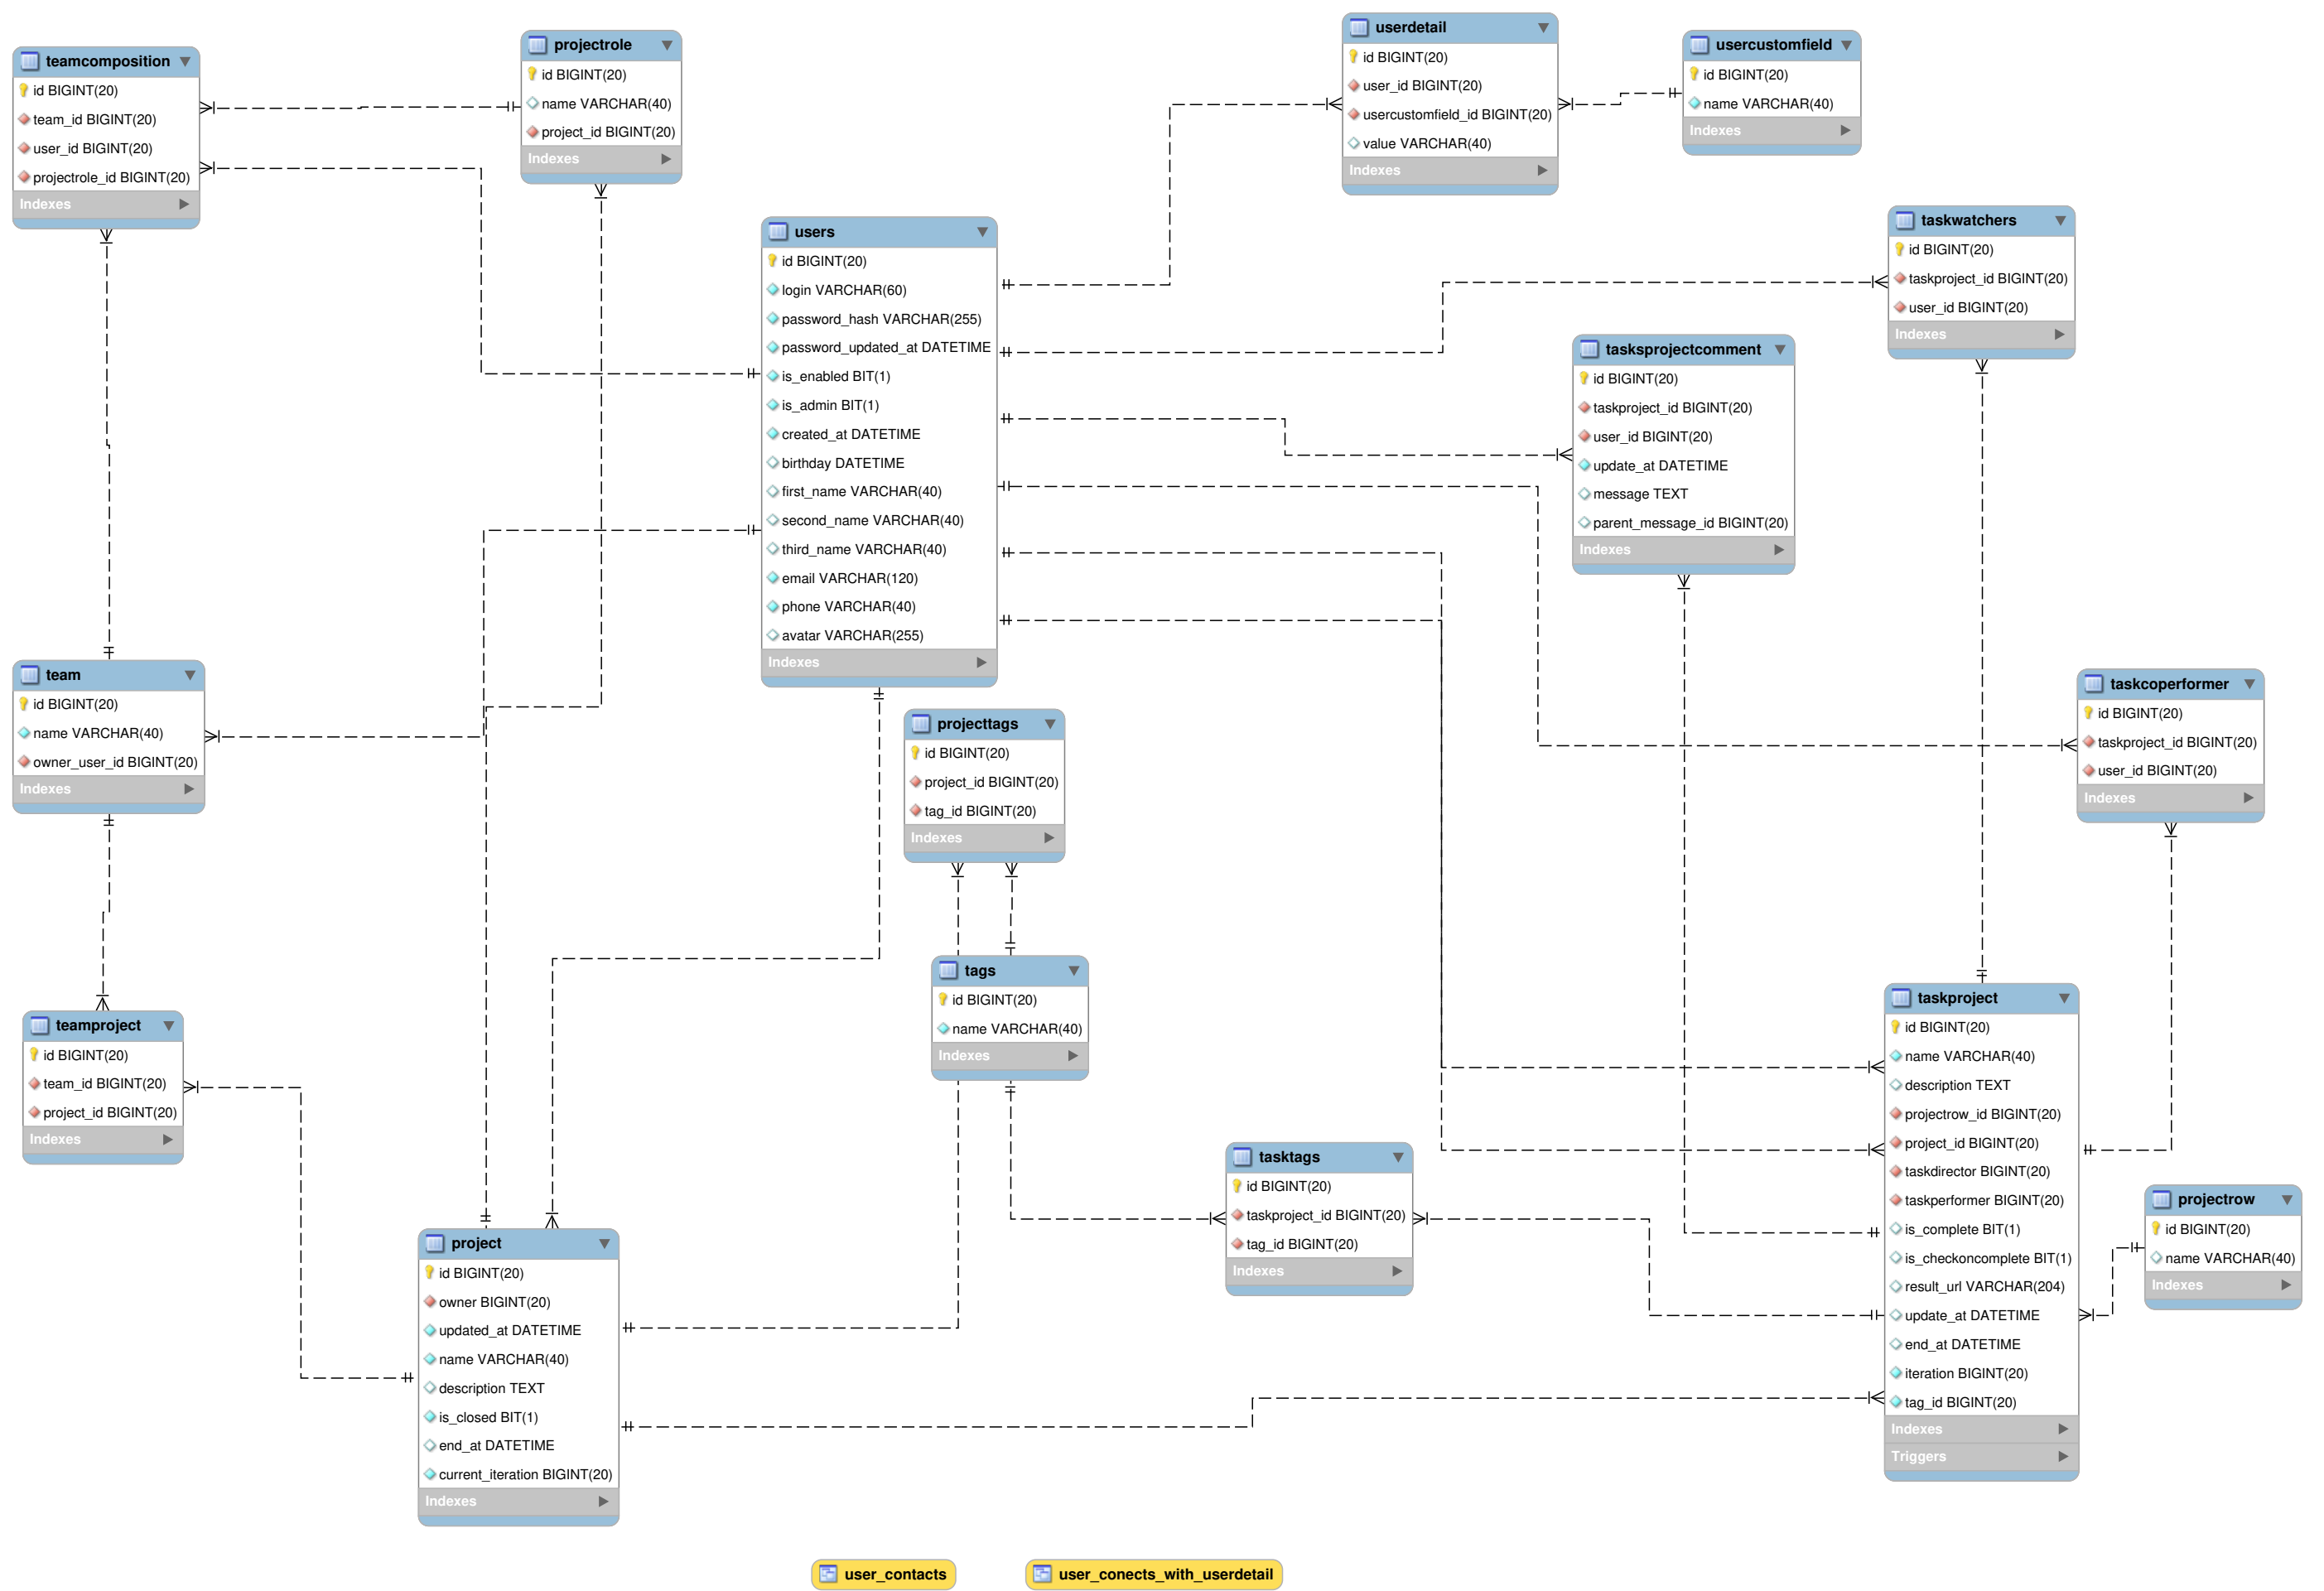 teamcomposition
id BIGINT(20)
team_id BIGINT(20)
user_id BIGINT(20)
projectrole_id BIGINT(20)
Indexes
projectrole
id BIGINT(20)
name VARCHAR(40)
project_id BIGINT(20)
Indexes
userdetail
id BIGINT(20)
user_id BIGINT(20)
usercustomfield_id BIGINT(20)
value VARCHAR(40)
Indexes
usercustomfield
id BIGINT(20)
name VARCHAR(40)
Indexes
users
id BIGINT(20)
login VARCHAR(60)
password_hash VARCHAR(255)
password_updated_at DATETIME
is_enabled BIT(1)
is_admin BIT(1)
created_at DATETIME
birthday DATETIME
first_name VARCHAR(40)
second_name VARCHAR(40)
third_name VARCHAR(40)
email VARCHAR(120)
phone VARCHAR(40)
avatar VARCHAR(255)
Indexes
taskwatchers
id BIGINT(20)
taskproject_id BIGINT(20)
user_id BIGINT(20)
Indexes
tasksprojectcomment
id BIGINT(20)
taskproject_id BIGINT(20)
user_id BIGINT(20)
update_at DATETIME
message TEXT
parent_message_id BIGINT(20)
Indexes
team
id BIGINT(20)
name VARCHAR(40)
owner_user_id BIGINT(20)
Indexes
projecttags
id BIGINT(20)
project_id BIGINT(20)
tag_id BIGINT(20)
Indexes
taskcoperformer
id BIGINT(20)
taskproject_id BIGINT(20)
user_id BIGINT(20)
Indexes
tags
id BIGINT(20)
name VARCHAR(40)
Indexes
teamproject
id BIGINT(20)
team_id BIGINT(20)
project_id BIGINT(20)
Indexes
taskproject
id BIGINT(20)
name VARCHAR(40)
description TEXT
projectrow_id BIGINT(20)
project_id BIGINT(20)
taskdirector BIGINT(20)
taskperformer BIGINT(20)
is_complete BIT(1)
is_checkoncomplete BIT(1)
result_url VARCHAR(204)
update_at DATETIME
end_at DATETIME
iteration BIGINT(20)
tag_id BIGINT(20)
Indexes
Triggers
tasktags
id BIGINT(20)
taskproject_id BIGINT(20)
tag_id BIGINT(20)
Indexes
projectrow
id BIGINT(20)
name VARCHAR(40)
Indexes
project
id BIGINT(20)
owner BIGINT(20)
updated_at DATETIME
name VARCHAR(40)
description TEXT
is_closed BIT(1)
end_at DATETIME
current_iteration BIGINT(20)
Indexes
user_contacts
user_conects_with_userdetail